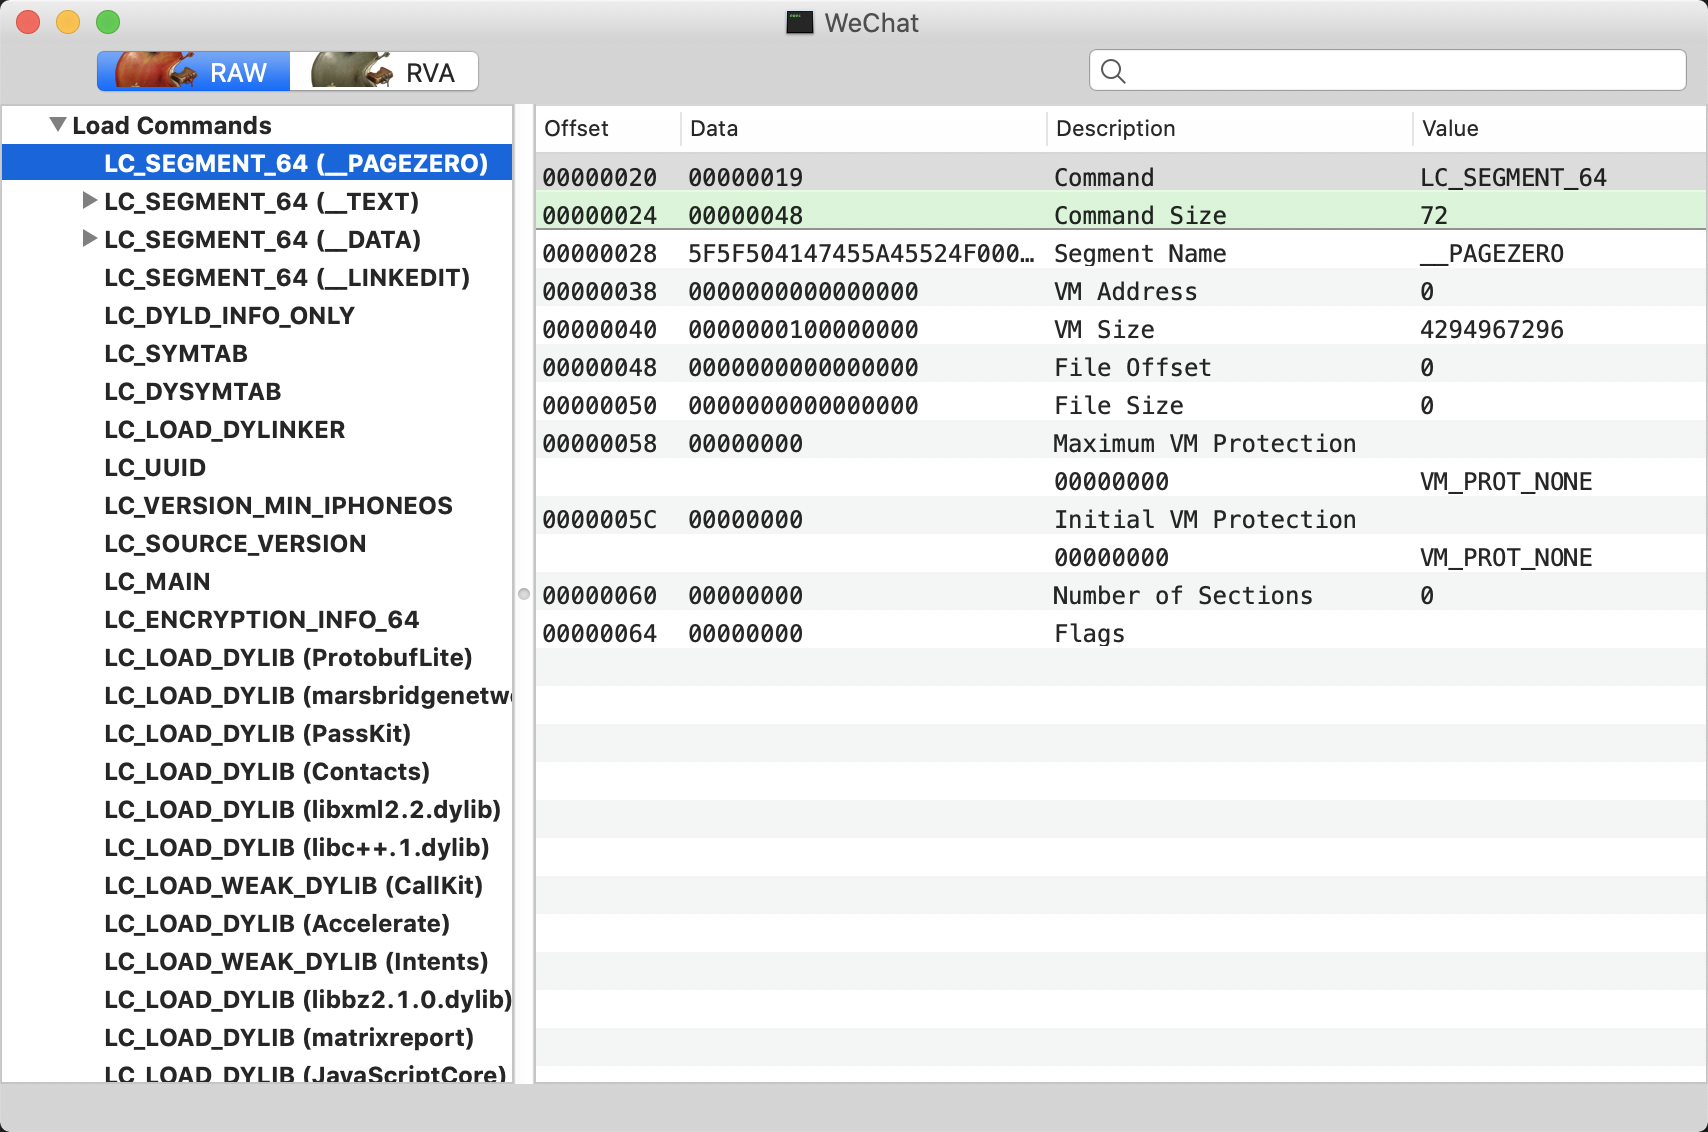 WeChat
RAW RVA
Load Commands
LC_SEGMENT_64 (__PAGEZERO)
LC_SEGMENT_64 (__TEXT)
LC_SEGMENT_64 (__DATA)
LC_SEGMENT_64 (__LINKEDIT)
LC_DYLD_INFO_ONLY
LC_SYMTAB
LC_DYSYMTAB
LC_LOAD_DYLINKER
LC_UUID
LC_VERSION_MIN_IPHONEOS
LC_SOURCE_VERSION
LC_MAIN
LC_ENCRYPTION_INFO_64
LC_LOAD_DYLIB (ProtobufLite)
LC_LOAD_DYLIB (marsbridgenetw
LC_LOAD_DYLIB (PassKit)
LC_LOAD_DYLIB (Contacts)
LC_LOAD_DYLIB (libxml2.2.dylib)
LC_LOAD_DYLIB (libc++.1.dylib)
LC_LOAD_WEAK_DYLIB (CallKit)
LC_LOAD_DYLIB (Accelerate)
LC_LOAD_WEAK_DYLIB (Intents)
LC_LOAD_DYLIB (libbz2.1.0.dylib)
LC_LOAD_DYLIB (matrixreport)
LC_LOAD_DYLIB (JavaScriptCore)
Offset Data Description Value
00000020 00000019 Command LC_SEGMENT_64
00000024 00000048 Command Size 72
00000028 5F5F504147455A45524F000… Segment Name __PAGEZERO
00000038 0000000000000000 VM Address 0
00000040 0000000100000000 VM Size 4294967296
00000048 0000000000000000 File Offset 0
00000050 0000000000000000 File Size 0
00000058 00000000 Maximum VM Protection
00000000 VM_PROT_NONE
0000005C 00000000 Initial VM Protection
00000000 VM_PROT_NONE
00000060 00000000 Number of Sections 0
00000064 00000000 Flags